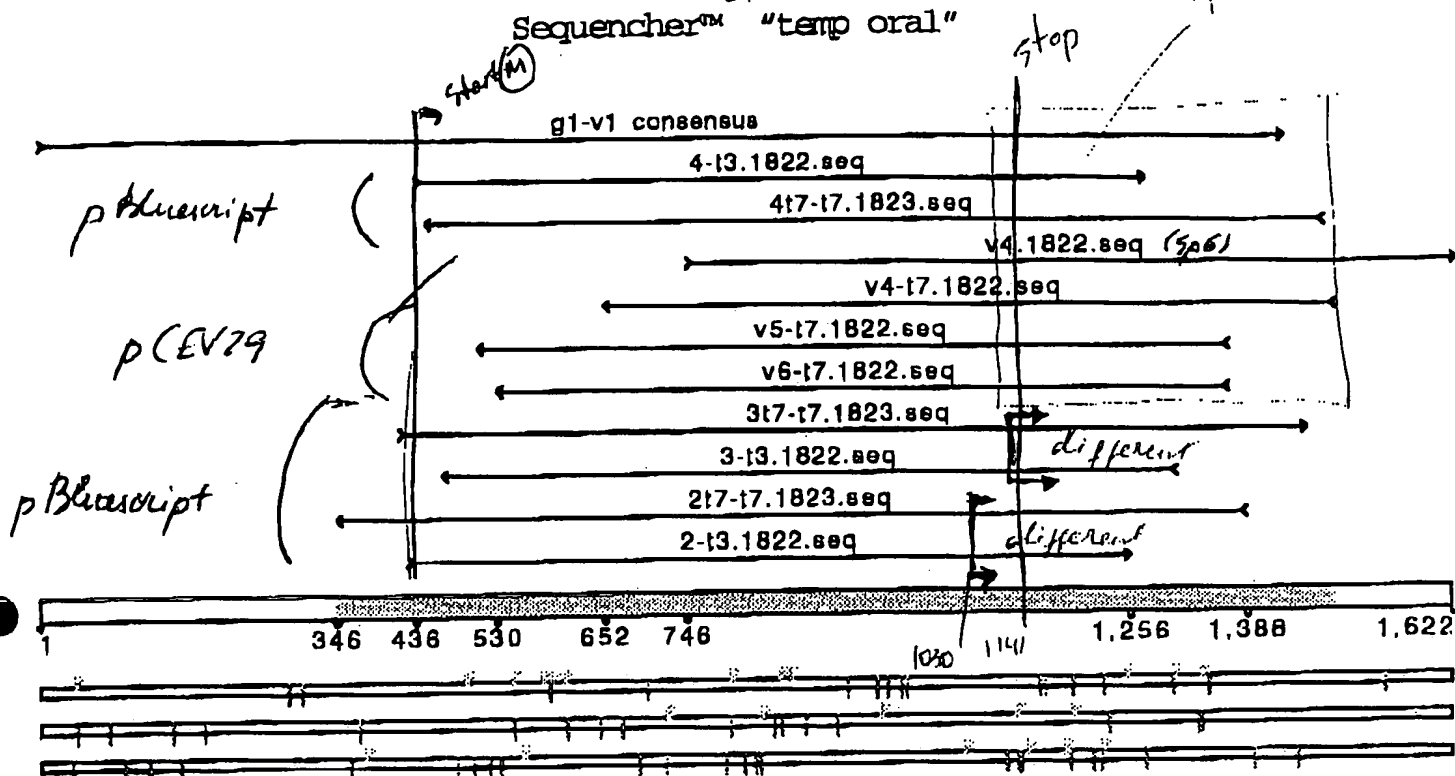 Sequencher™ "temp oral"
start M
stop
g1-v1 consensus
4-t3.1822.seq
pBluescript
4t7-t7.1823.seq
v4.1822.seq (Sp6)
v4-t7.1822.seq
pCEV29
v5-t7.1822.seq
v6-t7.1822.seq
3t7-t7.1823.seq
different
3-t3.1822.seq
pBluescript
2t7-t7.1823.seq
2-t3.1822.seq
different
1 346 436 530 652 746 1,256 1,388 1,622
1030 1141